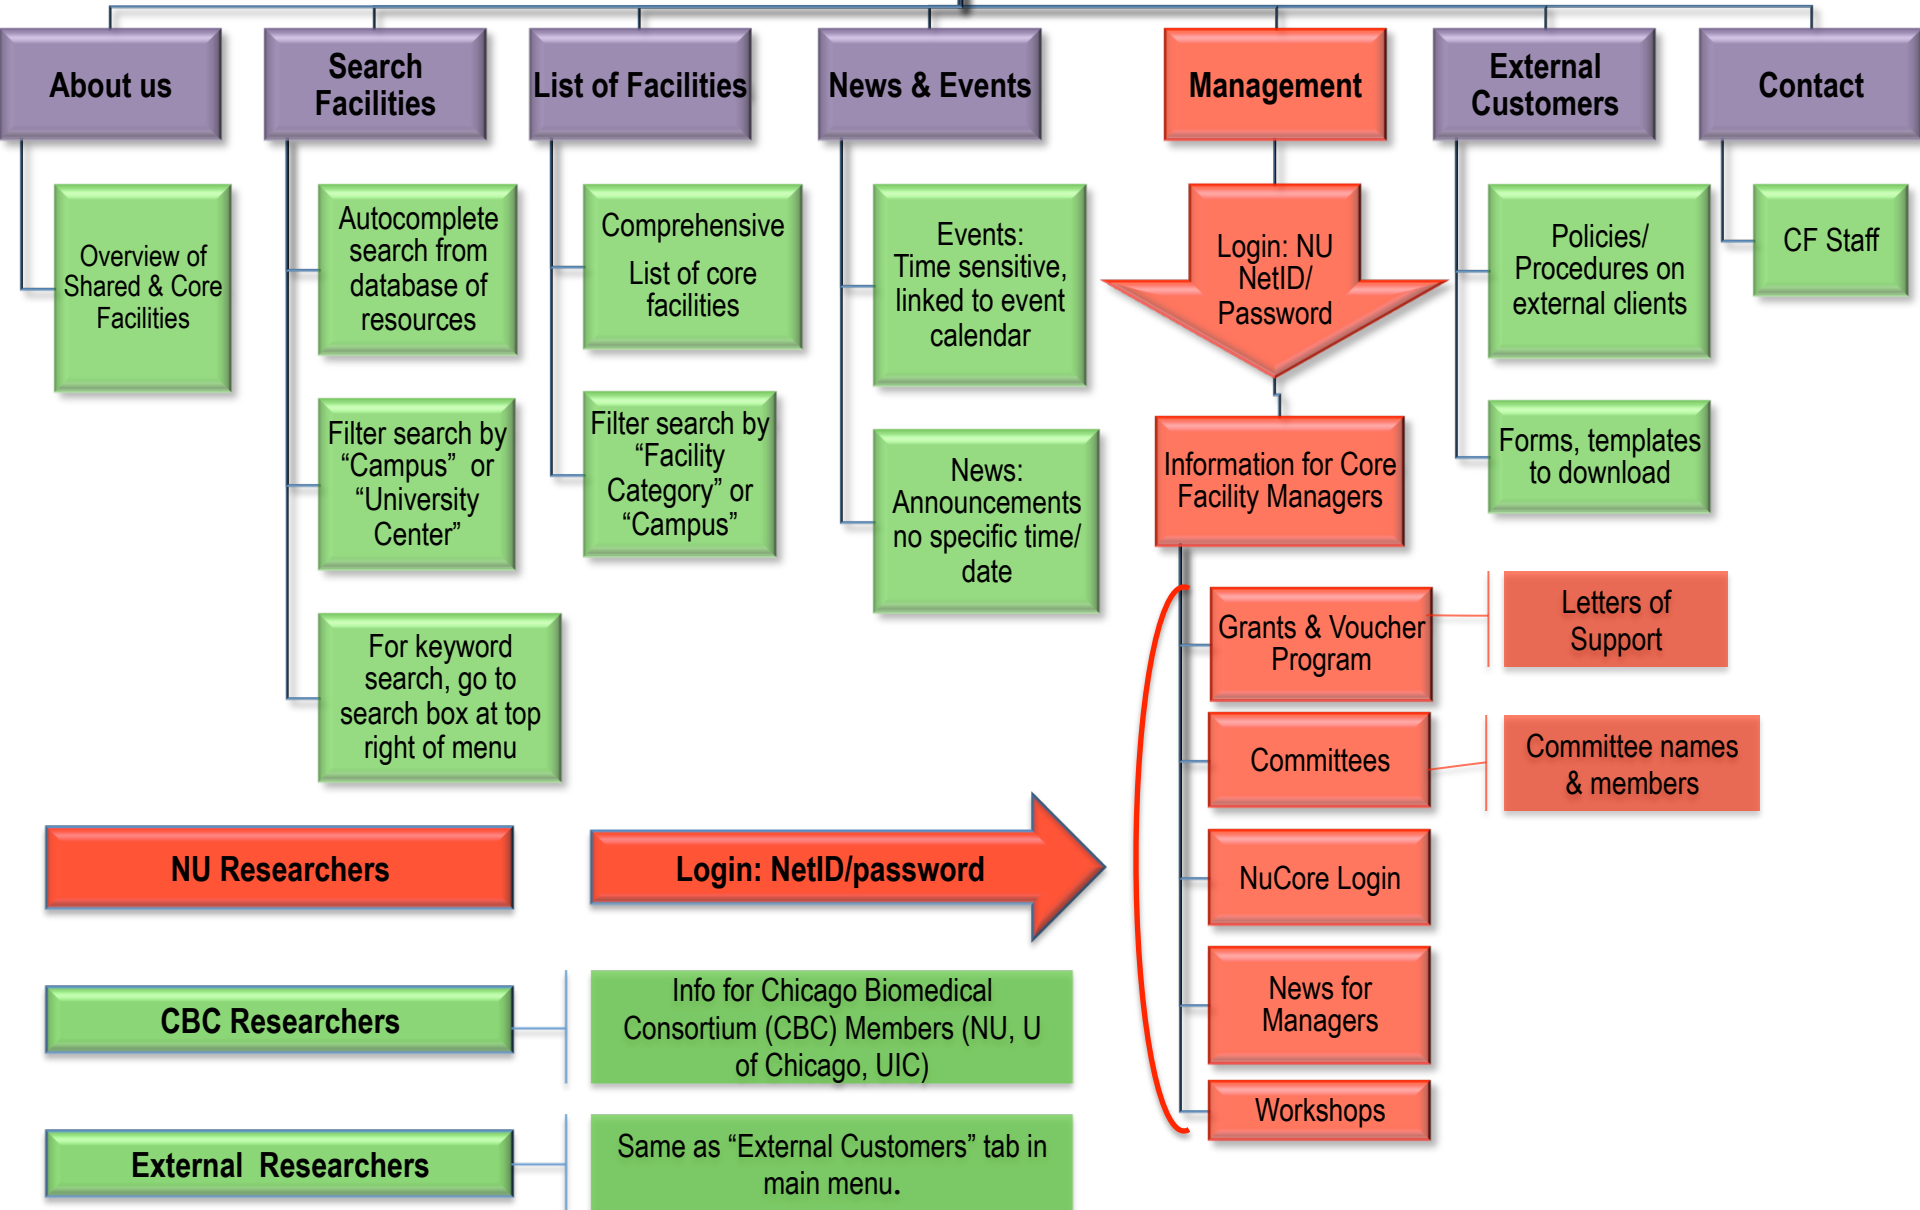 About us
Search
Facilities
List of Facilities
News & Events
Management
External
Customers
Contact
Overview of
Shared & Core
Facilities
Autocomplete
search from
database of
resources
Filter search by
“Campus”  or
“University
Center”
For keyword
search, go to
search box at top
right of menu
Comprehensive
List of core
facilities
Filter search by
“Facility
Category” or
“Campus”
Events:
Time sensitive,
linked to event
calendar
News:
Announcements
no specific time/
date
Login: NU
NetID/
Password
Information for Core
Facility Managers
Grants & Voucher
Program
Letters of
Support
Committees
Committee names
& members
NuCore Login
News for
Managers
Workshops
Policies/
Procedures on
external clients
Forms, templates
to download
CF Staff
NU Researchers
Login: NetID/password
CBC Researchers
Info for Chicago Biomedical
Consortium (CBC) Members (NU, U
of Chicago, UIC)
External  Researchers
Same as “External Customers” tab in
main menu.